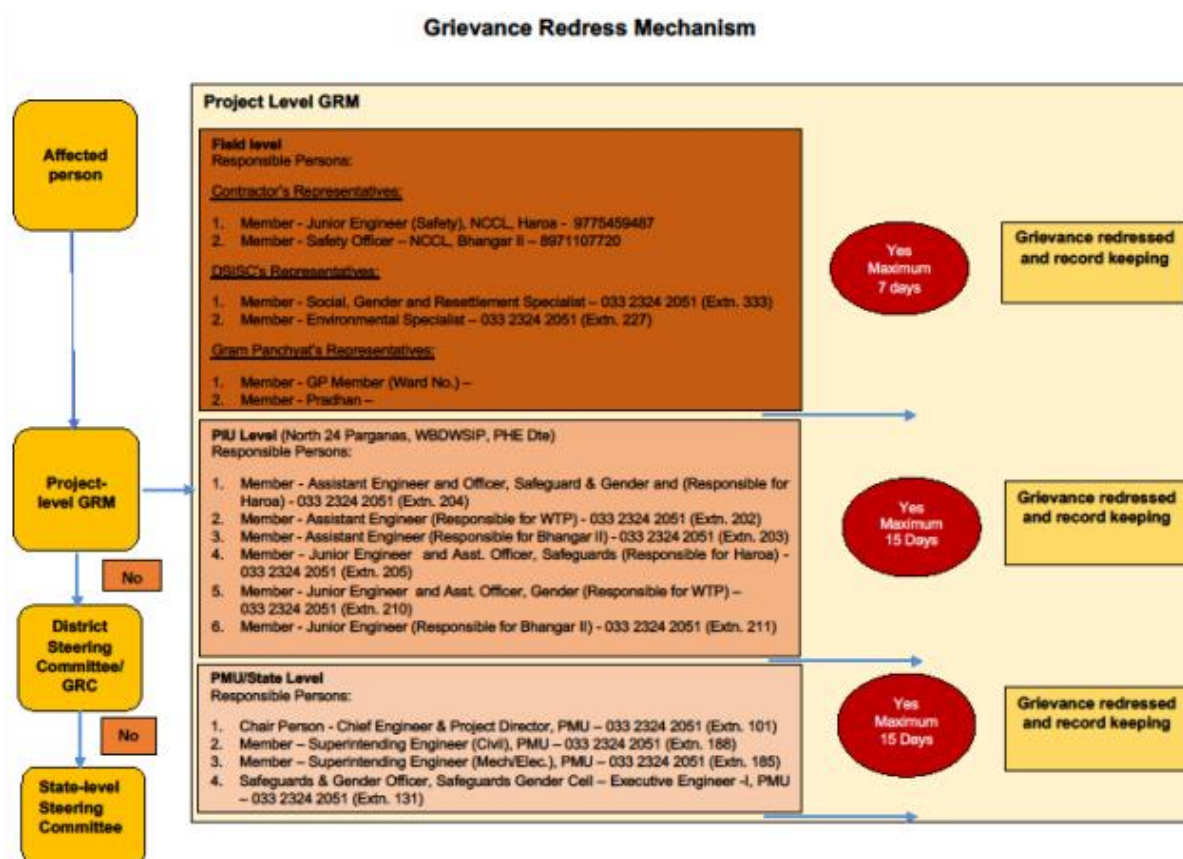 Grievance Redress Mechanism
Affected
person
Project-
level GRM
No
District
Steering
Committee/
GRC
No
State-level
Steering
Committee
Project Level GRM
Field level
Responsible Persons:
Contractor's Representatives:
1. Member - Junior Engineer (Safety), NCCL, Haroa - 9775459487
2. Member - Safety Officer – NCCL, Bhangar II – 8971107720
DSISC's Representatives:
1. Member - Social, Gender and Resettlement Specialist – 033 2324 2051 (Extn. 333)
2. Member - Environmental Specialist – 033 2324 2051 (Extn. 227)
Gram Panchyat's Representatives:
1. Member - GP Member (Ward No.) –
2. Member - Pradhan –
Yes
Maximum
7 days
Grievance redressed
and record keeping
PIU Level (North 24 Parganas, WBDWSIP, PHE Dte)
Responsible Persons:
1. Member - Assistant Engineer and Officer, Safeguard & Gender and (Responsible for
Haroa) - 033 2324 2051 (Extn. 204)
2. Member - Assistant Engineer (Responsible for WTP) - 033 2324 2051 (Extn. 202)
3. Member - Assistant Engineer (Responsible for Bhangar II) - 033 2324 2051 (Extn. 203)
4. Member - Junior Engineer and Asst. Officer, Safeguards (Responsible for Haroa) -
033 2324 2051 (Extn. 205)
5. Member - Junior Engineer and Asst. Officer, Gender (Responsible for WTP) –
033 2324 2051 (Extn. 210)
6. Member - Junior Engineer (Responsible for Bhangar II) - 033 2324 2051 (Extn. 211)
Yes
Maximum
15 Days
Grievance redressed
and record keeping
PMU/State Level
Responsible Persons:
1. Chair Person - Chief Engineer & Project Director, PMU – 033 2324 2051 (Extn. 101)
2. Member – Superintending Engineer (Civil), PMU – 033 2324 2051 (Extn. 188)
3. Member – Superintending Engineer (Mech/Elec.), PMU – 033 2324 2051 (Extn. 185)
4. Safeguards & Gender Officer, Safeguards Gender Cell – Executive Engineer -I, PMU
– 033 2324 2051 (Extn. 131)
Yes
Maximum
15 Days
Grievance redressed
and record keeping